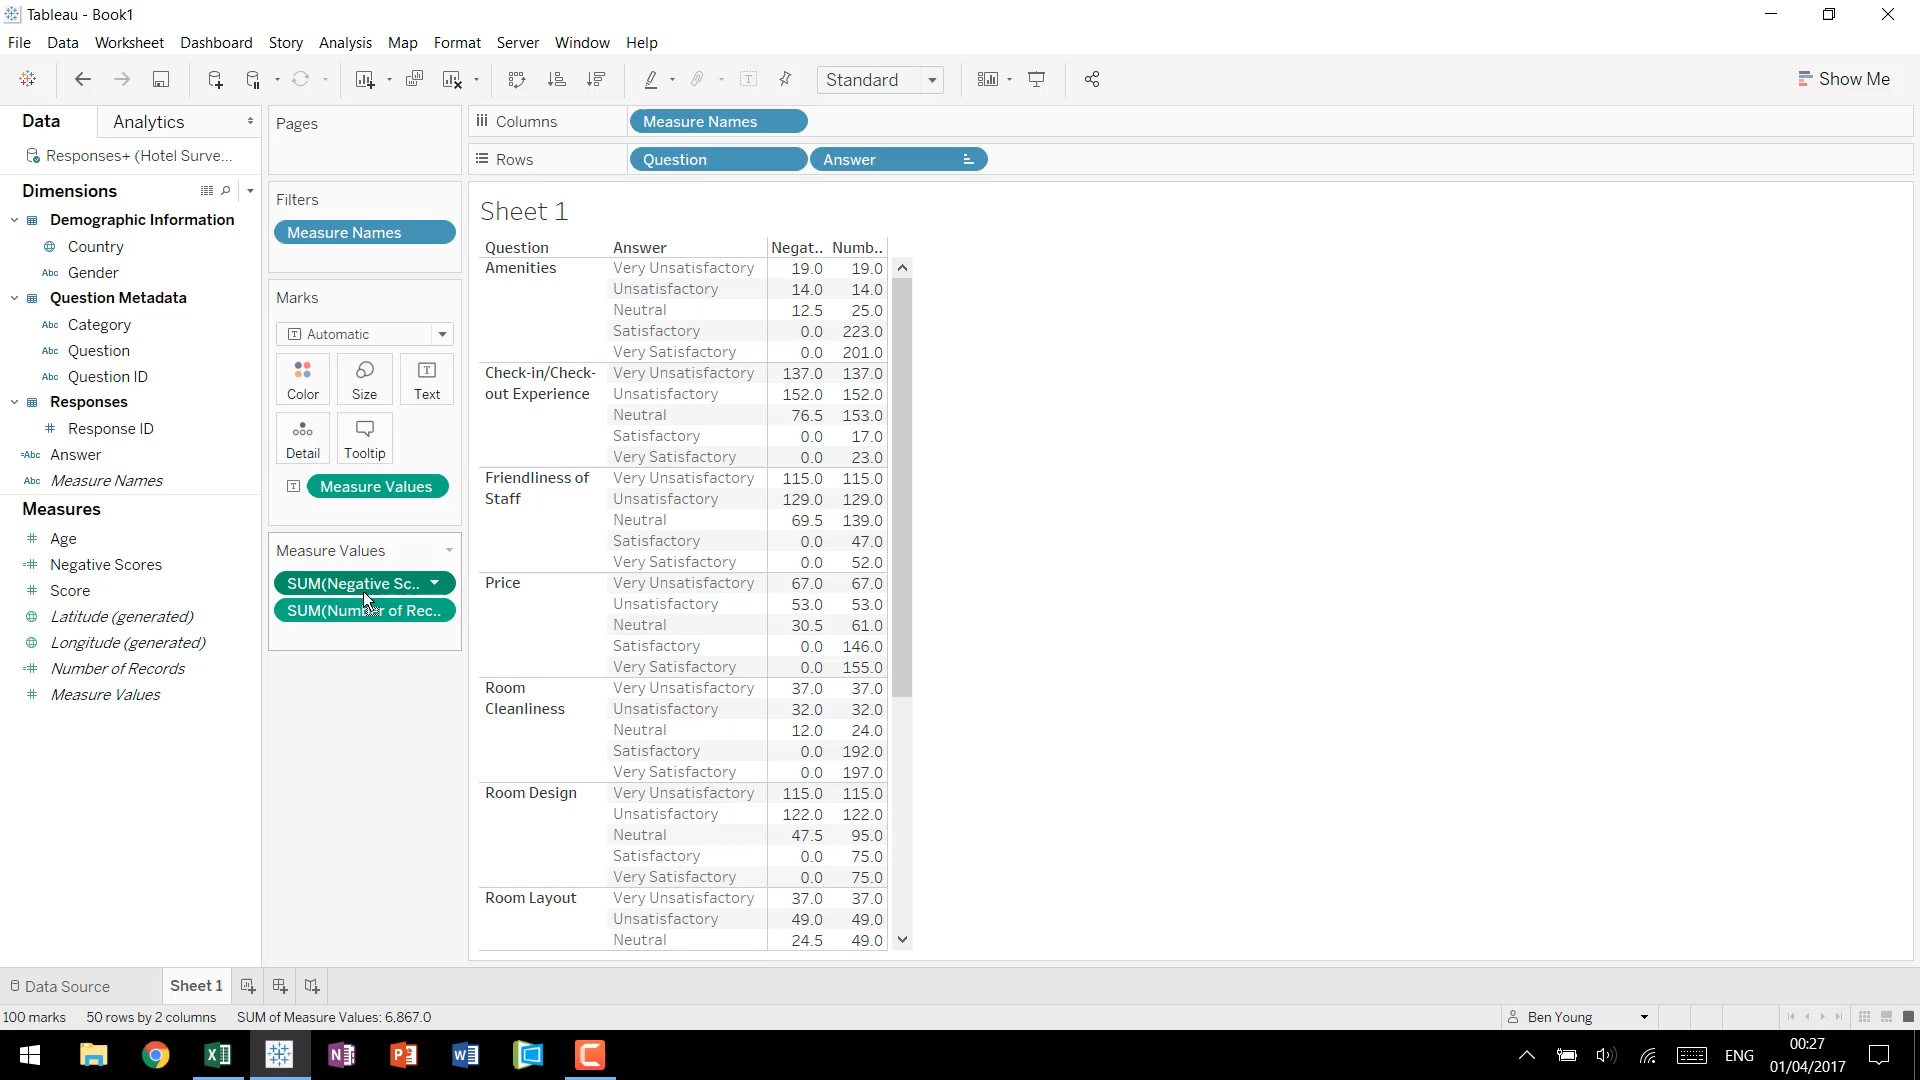 Tableau - Book1
File Data Worksheet Dashboard Story Analysis Map Format Server Window Help
Standard
Show Me
Data Analytics
Responses+ (Hotel Surve...
Dimensions
Demographic Information
Country
Abc Gender
Question Metadata
Abc Category
Abc Question
Abc Question ID
Responses
# Response ID
=Abc Answer
Abc Measure Names
Measures
# Age
=# Negative Scores
# Score
Latitude (generated)
Longitude (generated)
=# Number of Records
# Measure Values
Pages
Filters
Measure Names
Marks
T Automatic
Color Size T Text
Detail Tooltip
T Measure Values
Measure Values
SUM(Negative Sc..
SUM(Number of Rec..
iii Columns Measure Names
Rows Question Answer
Sheet 1
Question Answer Negat.. Numb..
Amenities Very Unsatisfactory 19.0 19.0
Unsatisfactory 14.0 14.0
Neutral 12.5 25.0
Satisfactory 0.0 223.0
Very Satisfactory 0.0 201.0
Check-in/Check- Very Unsatisfactory 137.0 137.0
out Experience Unsatisfactory 152.0 152.0
Neutral 76.5 153.0
Satisfactory 0.0 17.0
Very Satisfactory 0.0 23.0
Friendliness of Very Unsatisfactory 115.0 115.0
Staff Unsatisfactory 129.0 129.0
Neutral 69.5 139.0
Satisfactory 0.0 47.0
Very Satisfactory 0.0 52.0
Price Very Unsatisfactory 67.0 67.0
Unsatisfactory 53.0 53.0
Neutral 30.5 61.0
Satisfactory 0.0 146.0
Very Satisfactory 0.0 155.0
Room Very Unsatisfactory 37.0 37.0
Cleanliness Unsatisfactory 32.0 32.0
Neutral 12.0 24.0
Satisfactory 0.0 192.0
Very Satisfactory 0.0 197.0
Room Design Very Unsatisfactory 115.0 115.0
Unsatisfactory 122.0 122.0
Neutral 47.5 95.0
Satisfactory 0.0 75.0
Very Satisfactory 0.0 75.0
Room Layout Very Unsatisfactory 37.0 37.0
Unsatisfactory 49.0 49.0
Neutral 24.5 49.0
Data Source Sheet 1
100 marks 50 rows by 2 columns SUM of Measure Values: 6,867.0
Ben Young
ENG
00:27
01/04/2017